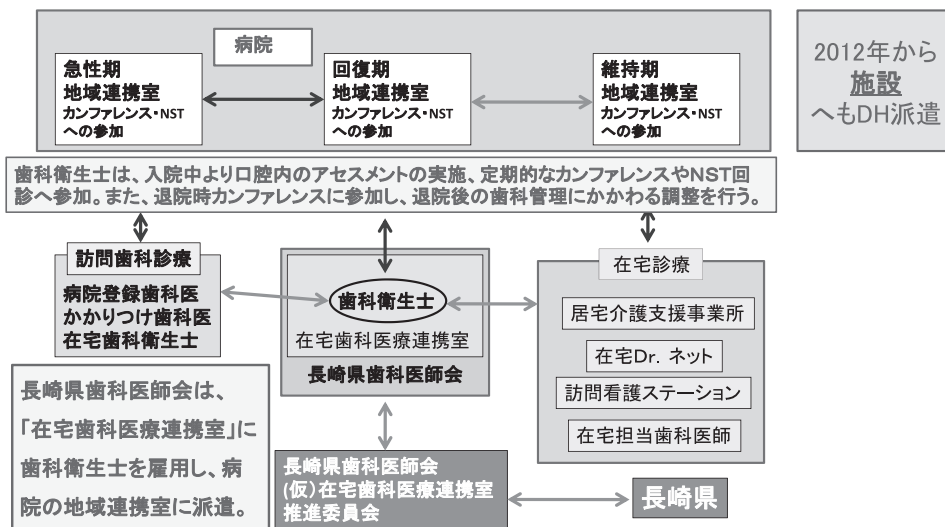 病院
急性期
地域連携室
カンファレンス・NST
への参加
回復期
地域連携室
カンファレンス・NST
への参加
維持期
地域連携室
カンファレンス・NST
への参加
2012年から
施設
へもDH派遣
歯科衛生士は、入院中より口腔内のアセスメントの実施、定期的なカンファレンスやNST回
診へ参加。また、退院時カンファレンスに参加し、退院後の歯科管理にかかわる調整を行う。
訪問歯科診療
病院登録歯科医
かかりつけ歯科医
在宅歯科衛生士
歯科衛生士
在宅歯科医療連携室
長崎県歯科医師会
在宅診療
居宅介護支援事業所
在宅Dr. ネット
訪問看護ステーション
在宅担当歯科医師
長崎県歯科医師会は、
「在宅歯科医療連携室」に
歯科衛生士を雇用し、病
院の地域連携室に派遣。
長崎県歯科医師会
(仮)在宅歯科医療連携室
推進委員会
長崎県